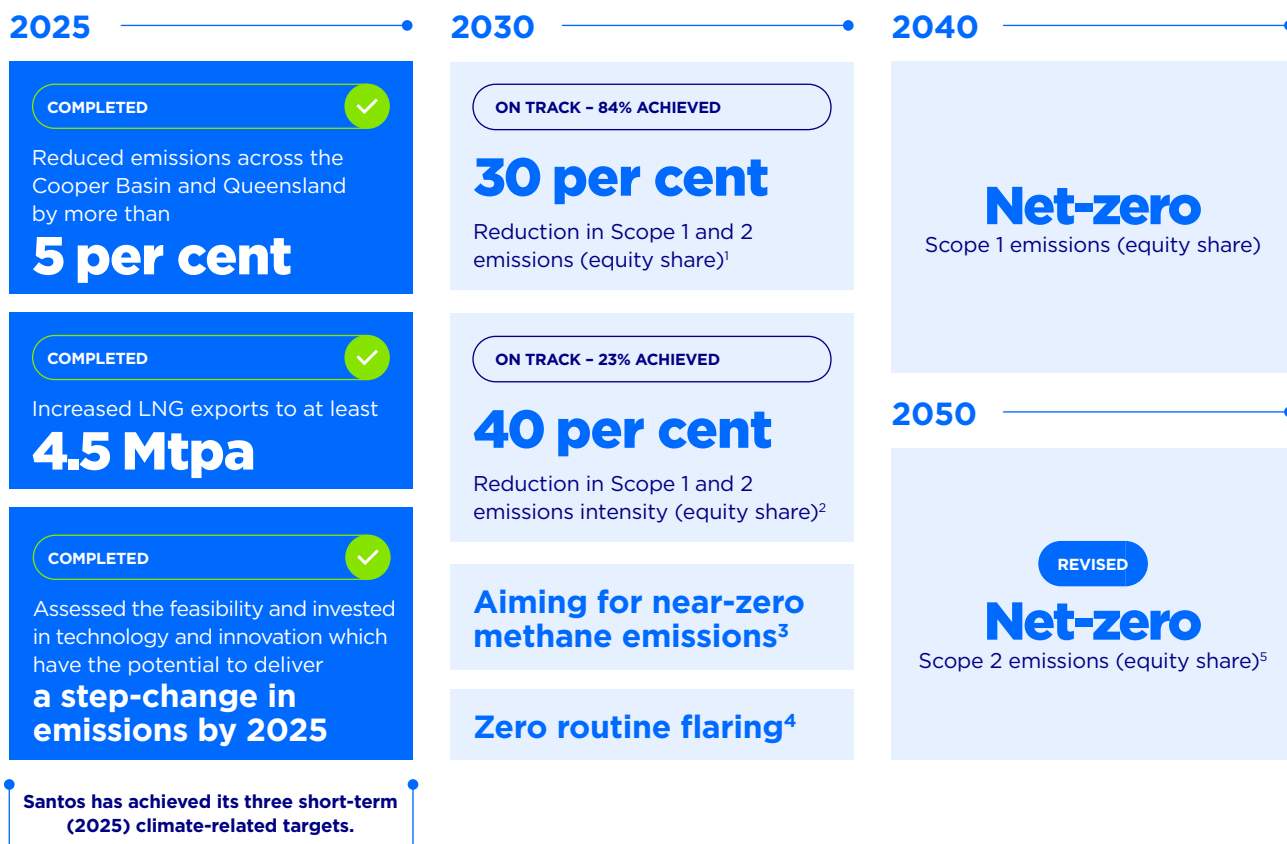 2025
COMPLETED
Reduced emissions across the
Cooper Basin and Queensland
by more than
5 per cent
COMPLETED
Increased LNG exports to at least
4.5 Mtpa
COMPLETED
Assessed the feasibility and invested
in technology and innovation which
have the potential to deliver
a step-change in
emissions by 2025
Santos has achieved its three short-term
(2025) climate-related targets.
2030
ON TRACK – 84% ACHIEVED
30 per cent
Reduction in Scope 1 and 2
emissions (equity share)¹
ON TRACK – 23% ACHIEVED
40 per cent
Reduction in Scope 1 and 2
emissions intensity (equity share)²
Aiming for near-zero
methane emissions³
Zero routine flaring⁴
2040
Net-zero
Scope 1 emissions (equity share)
2050
REVISED
Net-zero
Scope 2 emissions (equity share)⁵